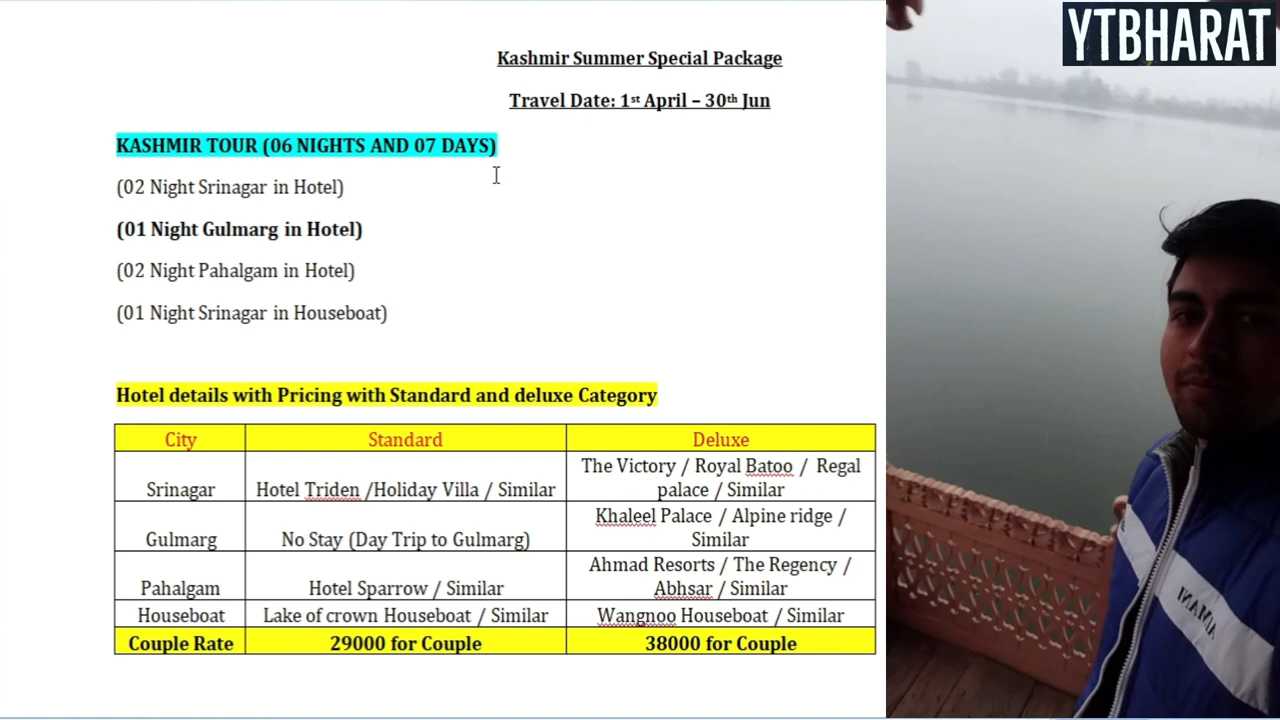 YTBHARAT
Kashmir Summer Special Package
Travel Date: 1st April – 30th Jun
KASHMIR TOUR (06 NIGHTS AND 07 DAYS)
(02 Night Srinagar in Hotel)
(01 Night Gulmarg in Hotel)
(02 Night Pahalgam in Hotel)
(01 Night Srinagar in Houseboat)
Hotel details with Pricing with Standard and deluxe Category
City Standard Deluxe
Srinagar Hotel Triden /Holiday Villa / Similar The Victory / Royal Batoo / Regal
palace / Similar
Gulmarg No Stay (Day Trip to Gulmarg) Khaleel Palace / Alpine ridge /
Similar
Pahalgam Hotel Sparrow / Similar Ahmad Resorts / The Regency /
Abhsar / Similar
Houseboat Lake of crown Houseboat / Similar Wangnoo Houseboat / Similar
Couple Rate 29000 for Couple 38000 for Couple